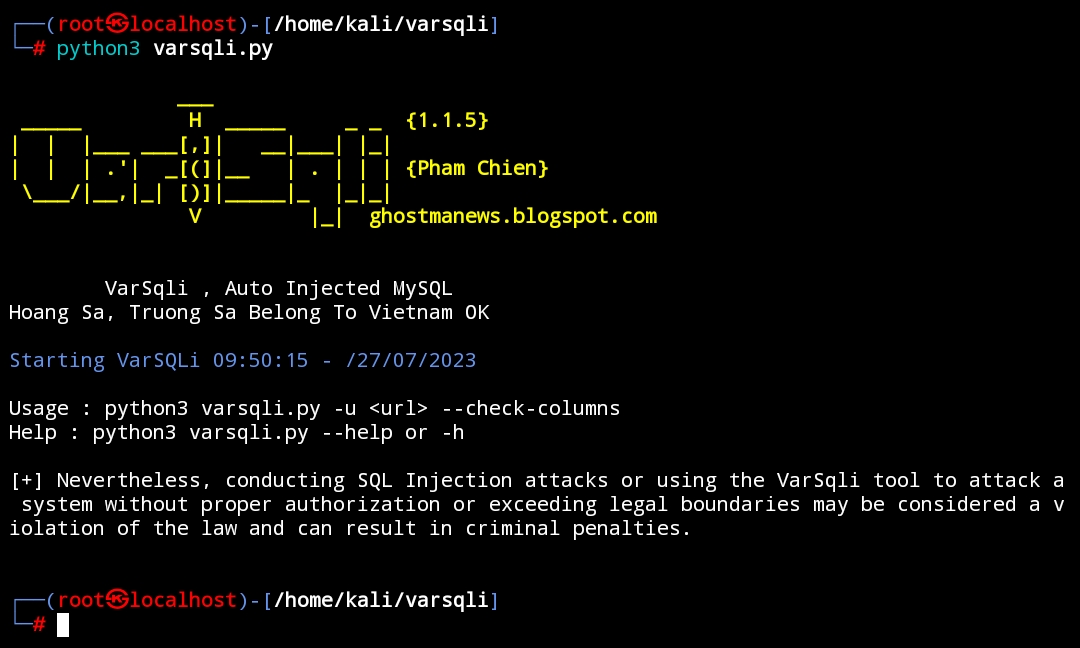 ┌──(root㉿localhost)-[/home/kali/varsqli]
└─# python3 varsqli.py
                ___
 _____         H  _____     _ _  {1.1.5}
|   |  |___ ___[,]|   __|___| |_|
|   |  | .'|  _[(]|__   | . | | | {Pham Chien}
 \___/|__,|_| [)]|_____|_  |_|_|
               V         |_|  ghostmanews.blogspot.com
VarSqli , Auto Injected MySQL
Hoang Sa, Truong Sa Belong To Vietnam OK
Starting VarSQLi 09:50:15 - /27/07/2023
Usage : python3 varsqli.py -u <url> --check-columns
Help : python3 varsqli.py --help or -h
[+] Nevertheless, conducting SQL Injection attacks or using the VarSqli tool to attack a
 system without proper authorization or exceeding legal boundaries may be considered a v
iolation of the law and can result in criminal penalties.
┌──(root㉿localhost)-[/home/kali/varsqli]
└─#